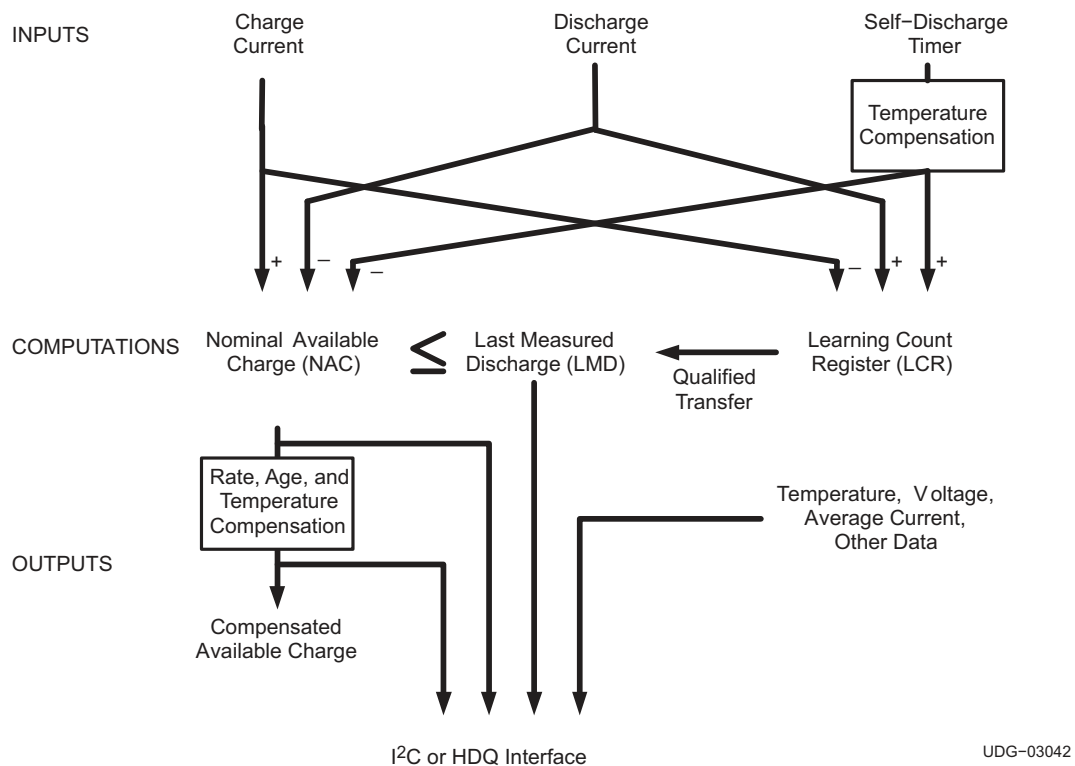 INPUTS
Charge
Current
Discharge
Current
Self−Discharge
Timer
Temperature
Compensation
+
−
−
−
+
+
COMPUTATIONS
Nominal Available
Charge (NAC)
≤
Last Measured
Discharge (LMD)
Qualified
Transfer
Learning Count
Register (LCR)
Rate, Age, and
Temperature
Compensation
Temperature, Voltage,
Average Current,
Other Data
OUTPUTS
Compensated
Available Charge
I²C or HDQ Interface
UDG−03042